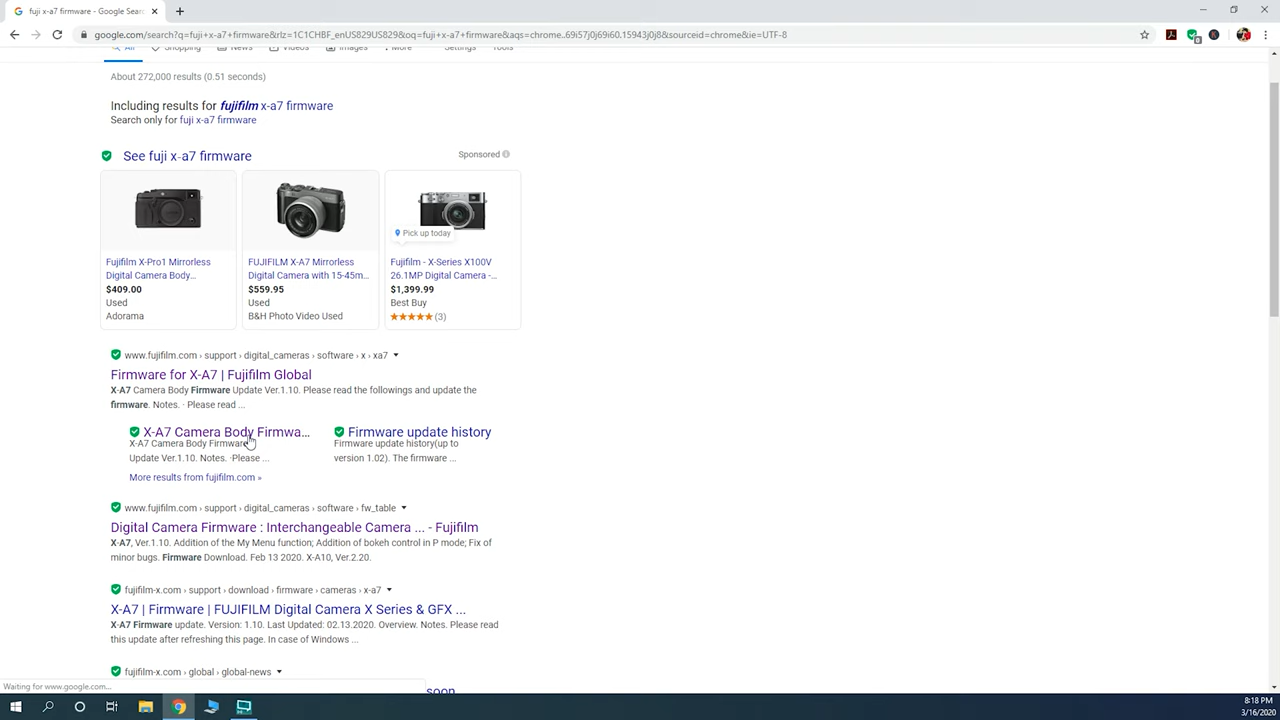 fuji x-a7 firmware - Google Sear
google.com/search?q=fuji+x-a7+firmware&rlz=1C1CHBF_enUS829US829&oq=fuji+x-a7+firmware&aqs=chrome..69i57j0j69i60.15943j0j8&sourceid=chrome&ie=UTF-8
All Shopping News Videos Images More Settings Tools
About 272,000 results (0.51 seconds)
Including results for fujifilm x-a7 firmware
Search only for fuji x-a7 firmware
See fuji x-a7 firmware
Sponsored
Pick up today
Fujifilm X-Pro1 Mirrorless
Digital Camera Body...
$409.00
Used
Adorama
FUJIFILM X-A7 Mirrorless
Digital Camera with 15-45m...
$559.95
Used
B&H Photo Video Used
Fujifilm - X-Series X100V
26.1MP Digital Camera -...
$1,399.99
Best Buy
(3)
www.fujifilm.com › support › digital_cameras › software › x › xa7
Firmware for X-A7 | Fujifilm Global
X-A7 Camera Body Firmware Update Ver.1.10. Please read the followings and update the
firmware. Notes. · Please read ...
X-A7 Camera Body Firmwa...
X-A7 Camera Body Firmware
Update Ver.1.10. Notes. ·Please ...
Firmware update history
Firmware update history(up to
version 1.02). The firmware ...
More results from fujifilm.com »
www.fujifilm.com › support › digital_cameras › software › fw_table
Digital Camera Firmware : Interchangeable Camera ... - Fujifilm
X-A7, Ver.1.10. Addition of the My Menu function; Addition of bokeh control in P mode; Fix of
minor bugs. Firmware Download. Feb 13 2020. X-A10, Ver.2.20.
fujifilm-x.com › support › download › firmware › cameras › x-a7
X-A7 | Firmware | FUJIFILM Digital Camera X Series & GFX ...
X-A7 Firmware update. Version: 1.10. Last Updated: 02.13.2020. Overview. Notes. Please read
this update after refreshing this page. In case of Windows ...
fujifilm-x.com › global › global-news
soon
Waiting for www.google.com...
8:18 PM
3/16/2020